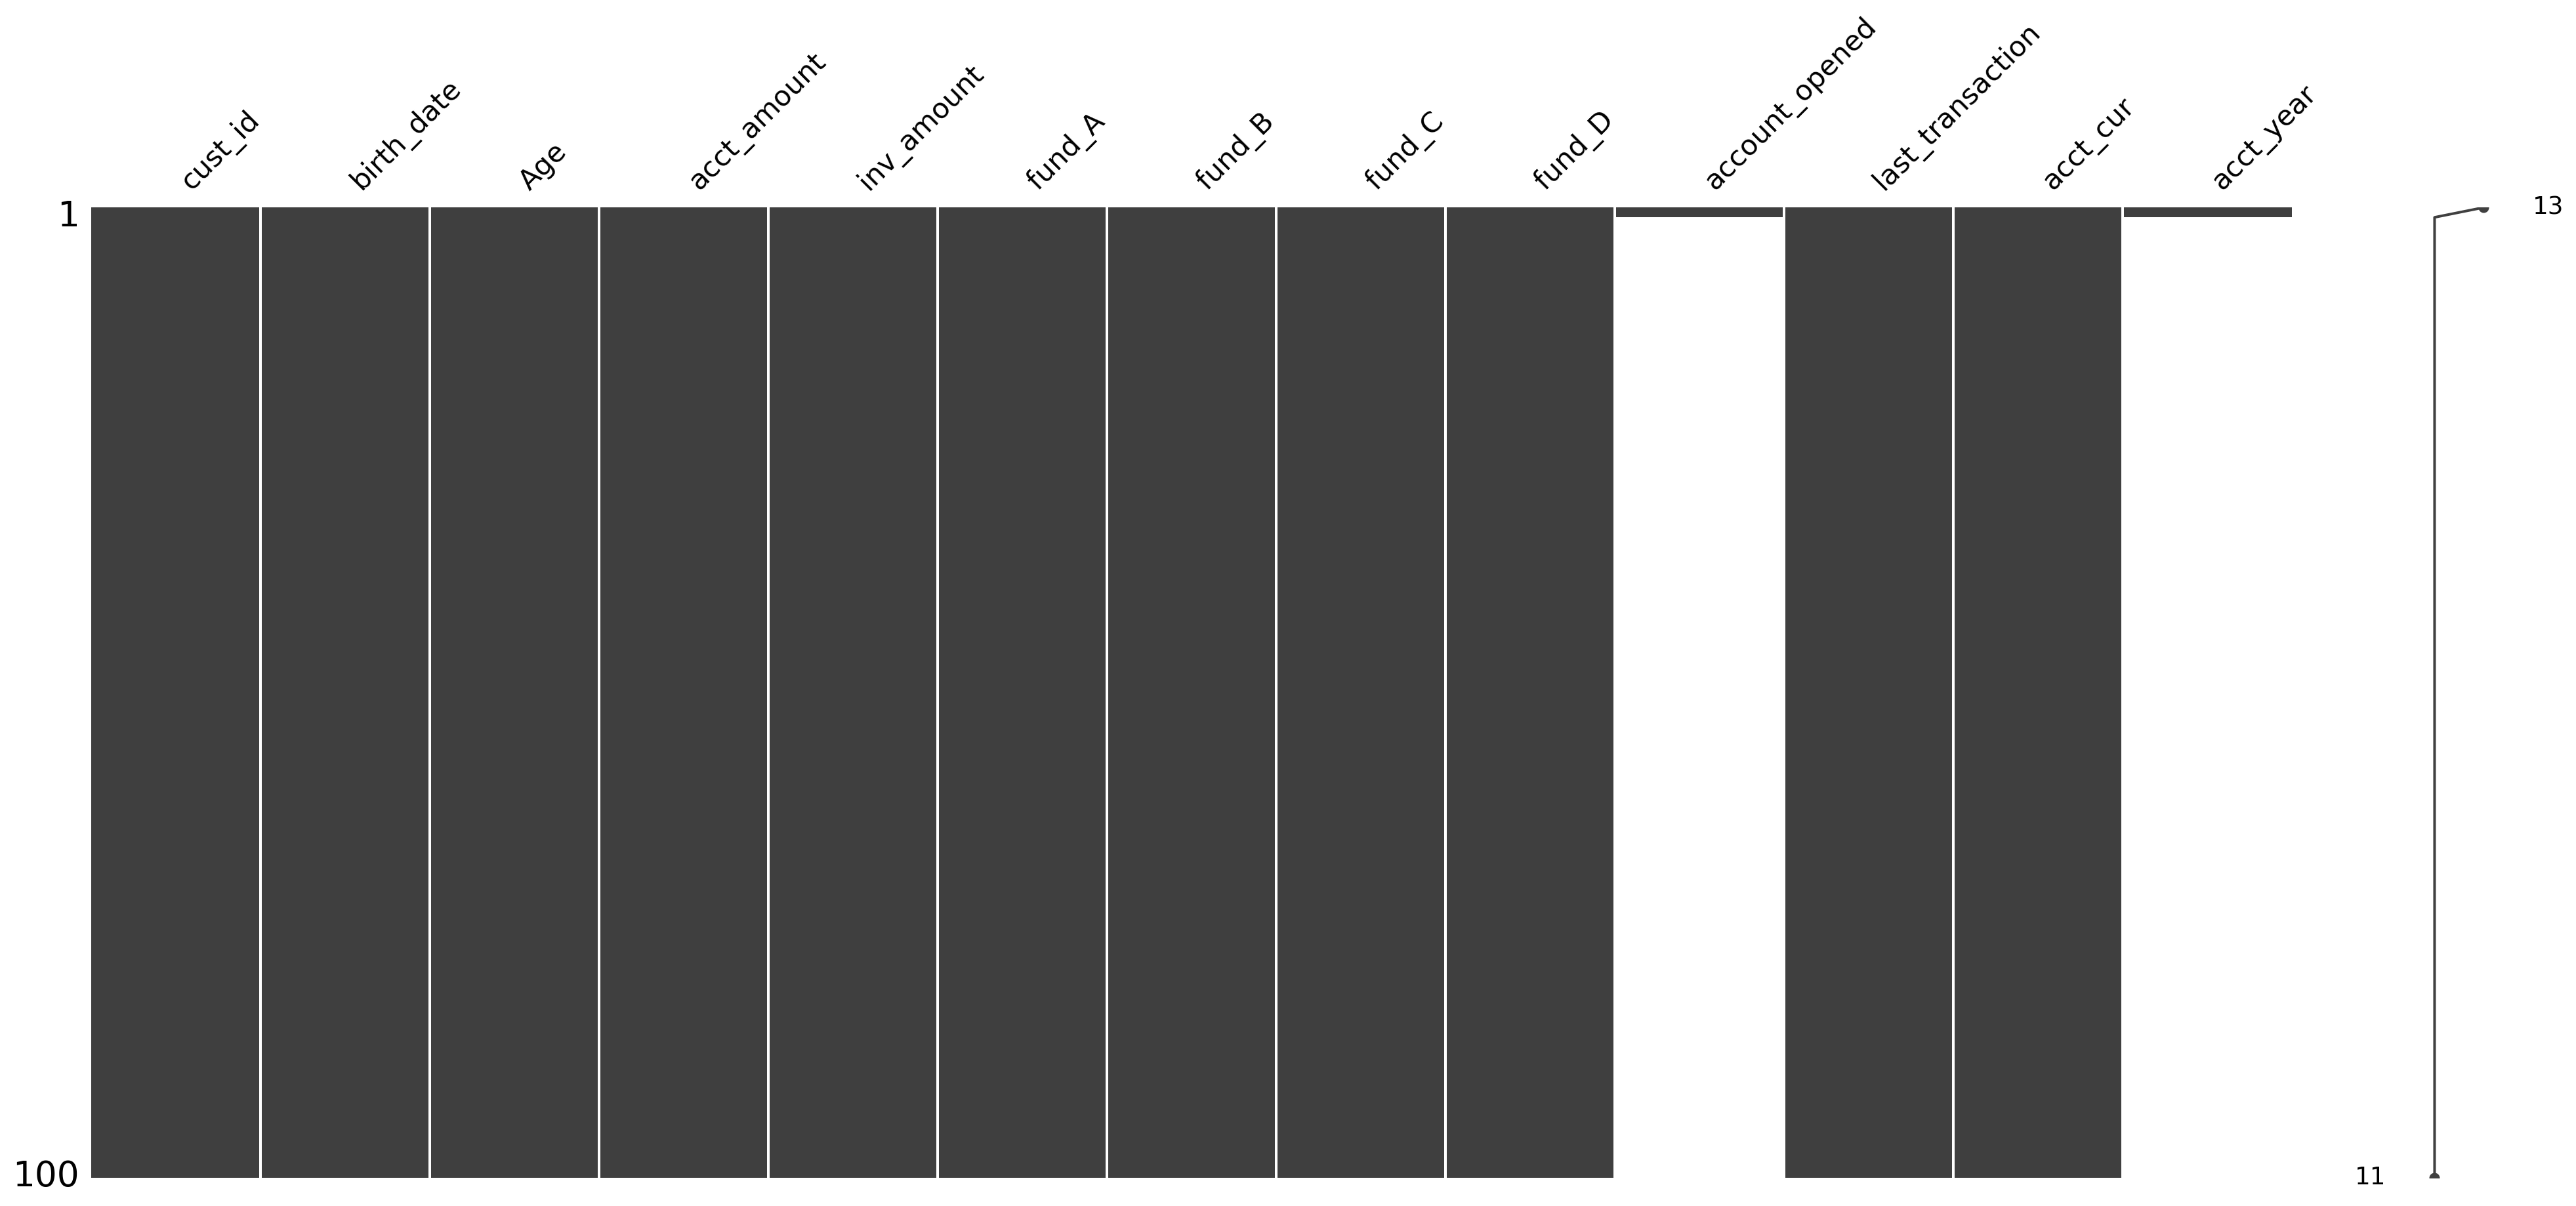 cust_id
birth_date
Age
acct_amount
inv_amount
fund_A
fund_B
fund_C
fund_D
account_opened
last_transaction
acct_cur
acct_year
1
13
100
11